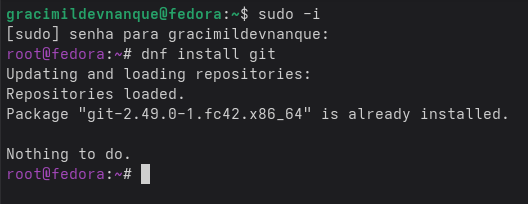 gracimildevnanque@fedora:~$ sudo -i
[sudo] senha para gracimildevnanque:
root@fedora:~# dnf install git
Updating and loading repositories:
Repositories loaded.
Package "git-2.49.0-1.fc42.x86_64" is already installed.
Nothing to do.
root@fedora:~#